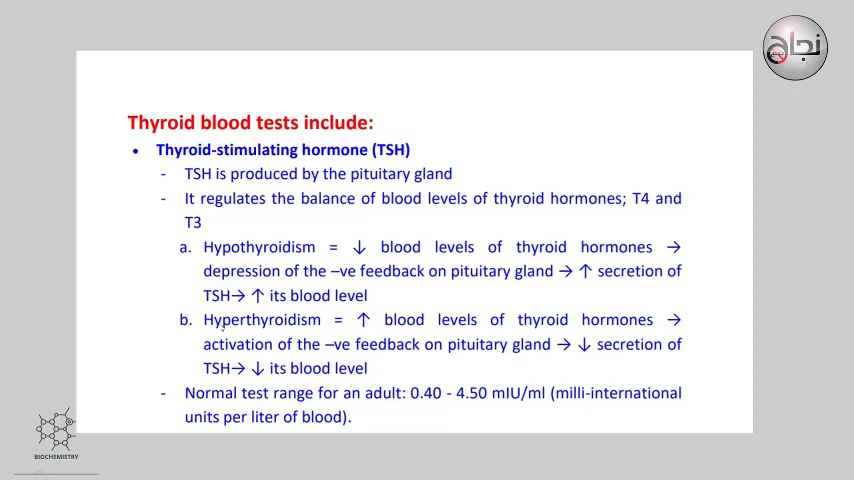 نجاح
Thyroid blood tests include:
• Thyroid-stimulating hormone (TSH)
- TSH is produced by the pituitary gland
- It regulates the balance of blood levels of thyroid hormones; T4 and
T3
a. Hypothyroidism = ↓ blood levels of thyroid hormones →
depression of the –ve feedback on pituitary gland → ↑ secretion of
TSH→ ↑ its blood level
b. Hyperthyroidism = ↑ blood levels of thyroid hormones →
activation of the –ve feedback on pituitary gland → ↓ secretion of
TSH→ ↓ its blood level
- Normal test range for an adult: 0.40 - 4.50 mIU/ml (milli-international
units per liter of blood).
BIOCHEMISTRY